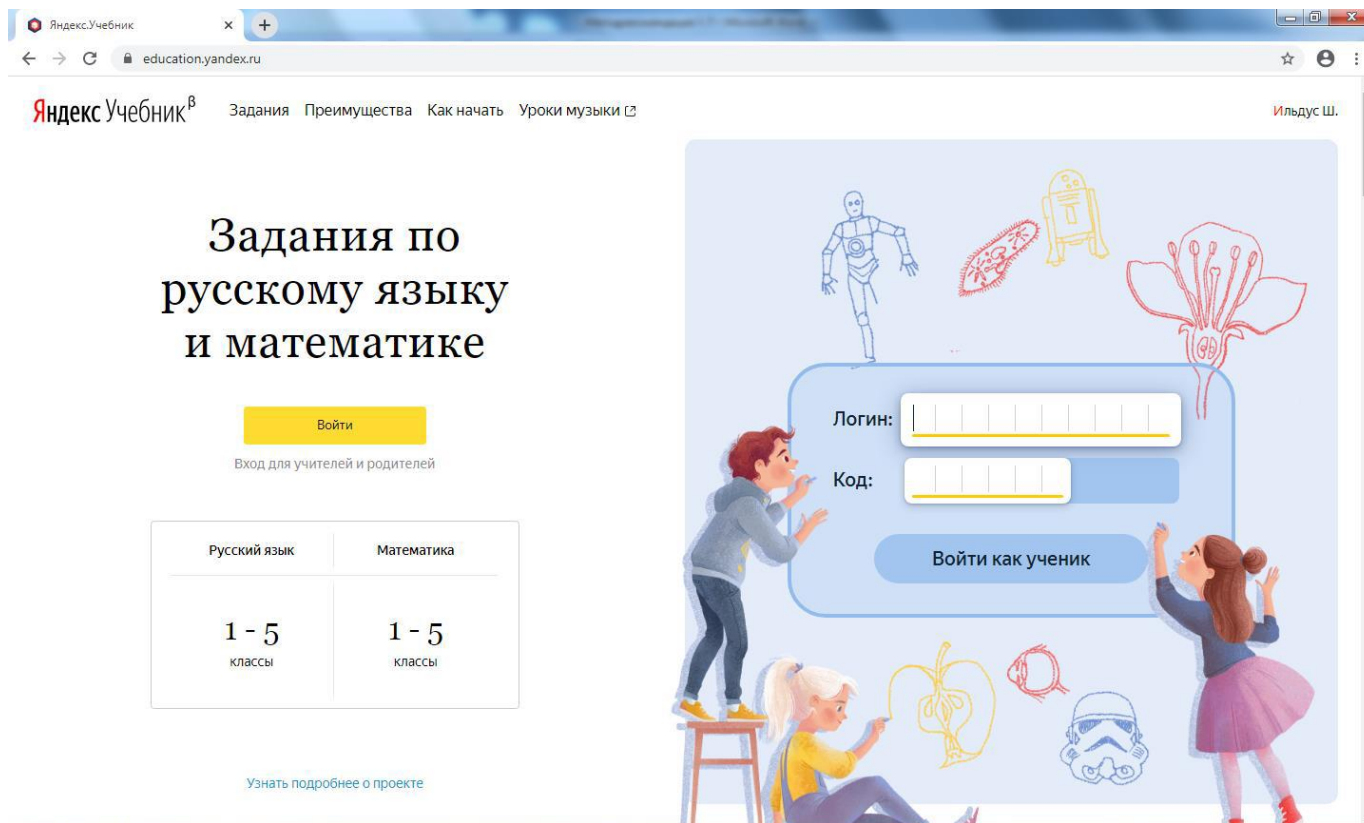 Яндекс.Учебник
education.yandex.ru
Яндекс Учебник β Задания Преимущества Как начать Уроки музыки Ильдус Ш.
Задания по
русскому языку
и математике
Войти
Вход для учителей и родителей
Русский язык Математика
1 - 5 1 - 5
классы классы
Узнать подробнее о проекте
Логин:
Код:
Войти как ученик